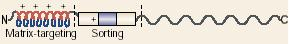 + + + +
N + C
Matrix-targeting Sorting